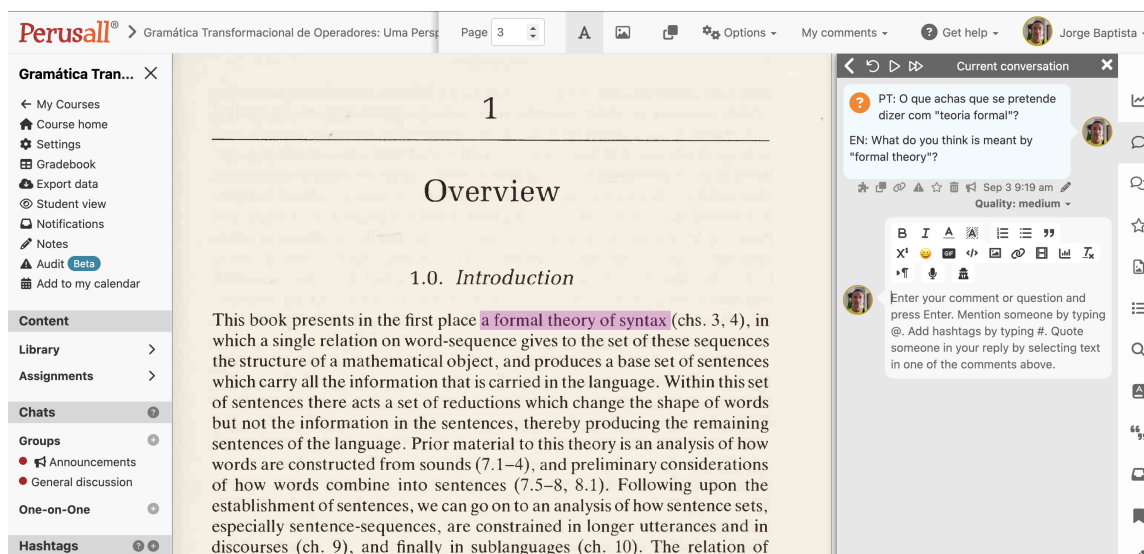 Perusall®
Gramática Transformacional de Operadores: Uma Persp
Page 3
A
Options
My comments
Get help
Jorge Baptista
Gramática Tran...
My Courses
Course home
Settings
Gradebook
Export data
Student view
Notifications
Notes
Audit Beta
Add to my calendar
Content
Library
Assignments
Chats
Groups
Announcements
General discussion
One-on-One
Hashtags
1
Overview
1.0. Introduction
This book presents in the first place a formal theory of syntax (chs. 3, 4), in
which a single relation on word-sequence gives to the set of these sequences
the structure of a mathematical object, and produces a base set of sentences
which carry all the information that is carried in the language. Within this set
of sentences there acts a set of reductions which change the shape of words
but not the information in the sentences, thereby producing the remaining
sentences of the language. Prior material to this theory is an analysis of how
words are constructed from sounds (7.1–4), and preliminary considerations
of how words combine into sentences (7.5–8, 8.1). Following upon the
establishment of sentences, we can go on to an analysis of how sentence sets,
especially sentence-sequences, are constrained in longer utterances and in
discourses (ch. 9), and finally in sublanguages (ch. 10). The relation of
Current conversation
PT: O que achas que se pretende
dizer com "teoria formal"?
EN: What do you think is meant by
"formal theory"?
Sep 3 9:19 am
Quality: medium
B I A A
X¹ GIF
Enter your comment or question and
press Enter. Mention someone by typing
@. Add hashtags by typing #. Quote
someone in your reply by selecting text
in one of the comments above.